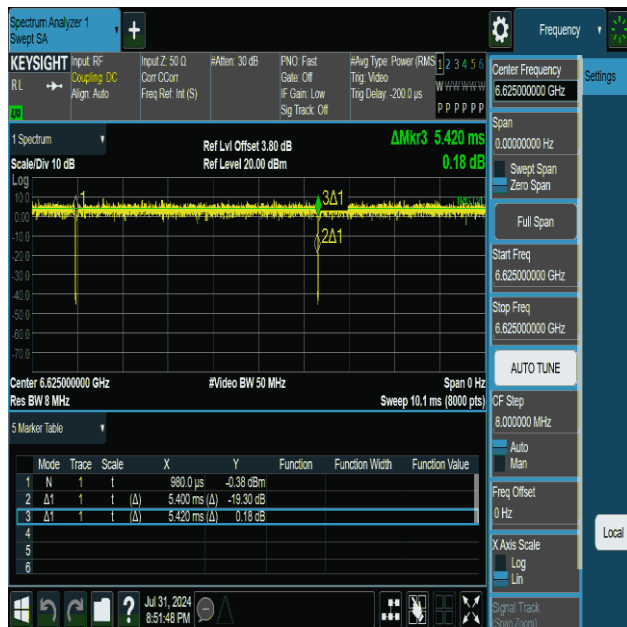 Spectrum Analyzer 1
Swept SA
+
Frequency
KEYSIGHT
RL
Input: RF
Coupling: DC
Align: Auto
Input Z: 50 Ω
Corr CCorr
Freq Ref: Int (S)
#Atten: 30 dB
PNO: Fast
Gate: Off
IF Gain: Low
Sig Track: Off
#Avg Type: Power (RMS
Trig: Video
Trig Delay: -200.0 µs
1 2 3 4 5 6
W W W W W W
P P P P P P
Settings
Center Frequency
6.625000000 GHz
Span
0.00000000 Hz
Swept Span
Zero Span
Full Span
Start Freq
6.625000000 GHz
Stop Freq
6.625000000 GHz
AUTO TUNE
CF Step
8.000000 MHz
Auto
Man
Freq Offset
0 Hz
X Axis Scale
Log
Lin
Signal Track
(Span Zoom)
Local
1 Spectrum
Scale/Div 10 dB
Log
Ref Lvl Offset 3.80 dB
Ref Level 20.00 dBm
ΔMkr3 5.420 ms
0.18 dB
10.0
0.00
-10.0
-20.0
-30.0
-40.0
-50.0
-60.0
-70.0
1
3Δ1
2Δ1
Center 6.625000000 GHz
Res BW 8 MHz
#Video BW 50 MHz
Span 0 Hz
Sweep 10.1 ms (8000 pts)
5 Marker Table
Mode Trace Scale X Y Function Function Width Function Value
1 N 1 t 980.0 µs -0.38 dBm
2 Δ1 1 t (Δ) 5.400 ms (Δ) -19.30 dB
3 Δ1 1 t (Δ) 5.420 ms (Δ) 0.18 dB
4
5
6
?
Jul 31, 2024
8:51:48 PM